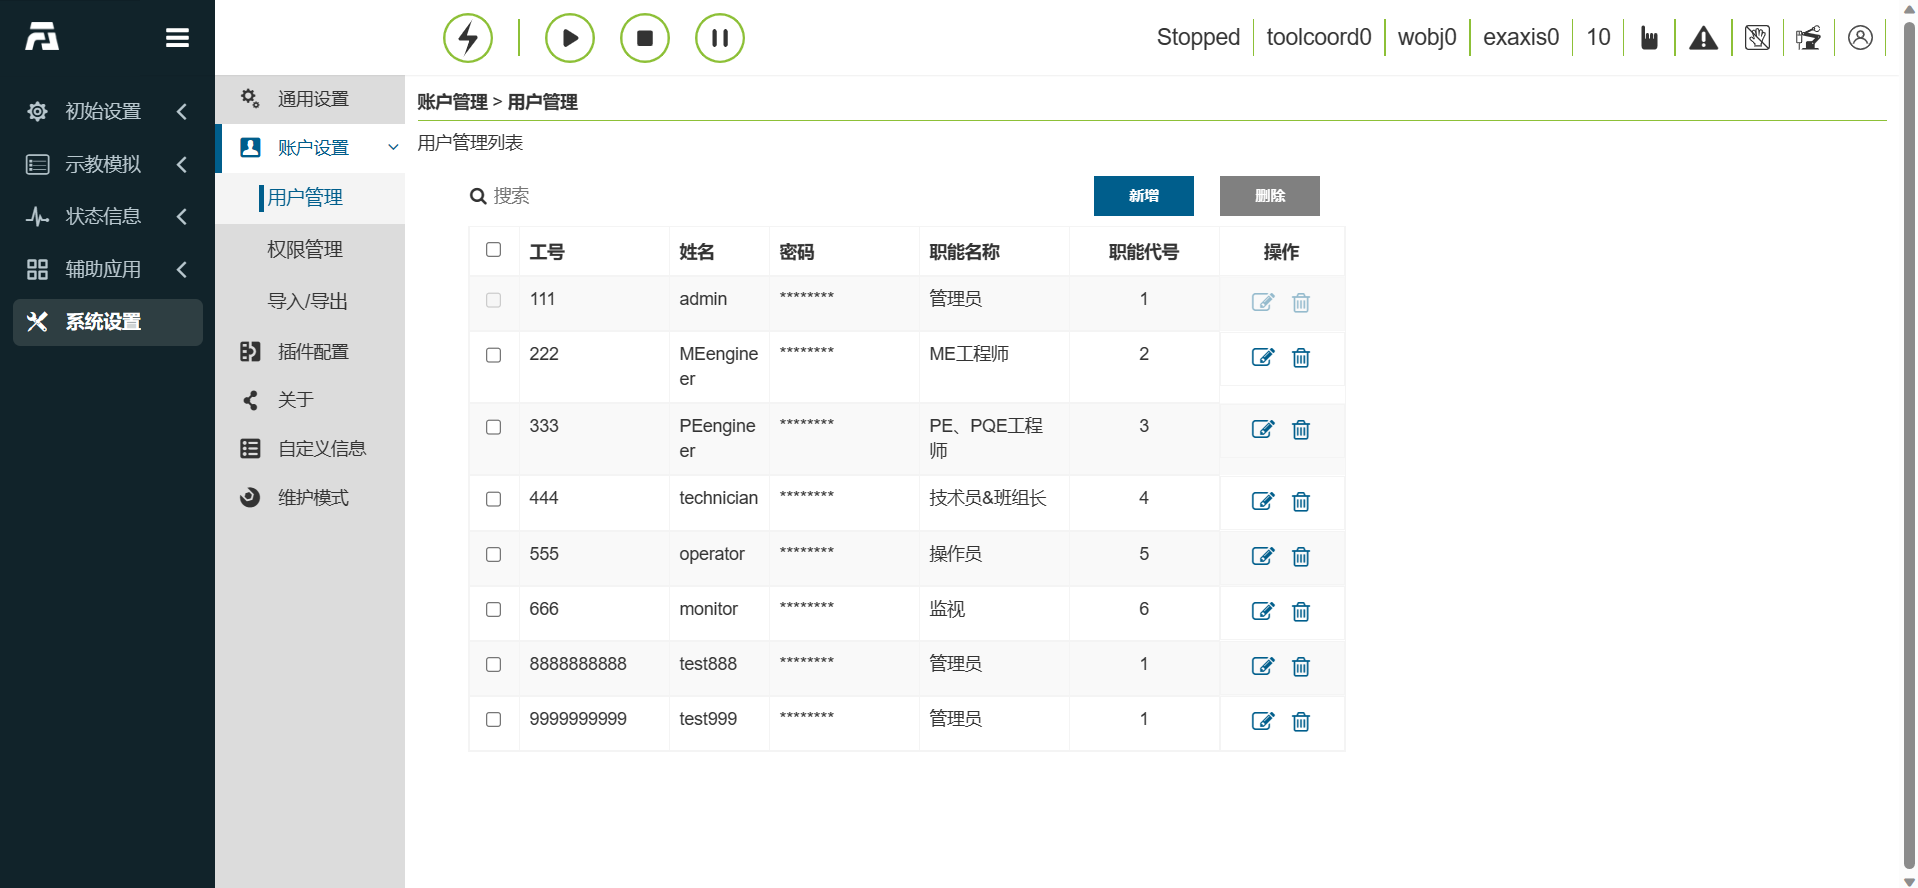 Stopped toolcoord0 wobj0 exaxis0 10
初始设置
示教模拟
状态信息
辅助应用
系统设置
通用设置
账户设置
用户管理
权限管理
导入/导出
插件配置
关于
自定义信息
维护模式
账户管理 > 用户管理
用户管理列表
搜索 新增 删除
工号 姓名 密码 职能名称 职能代号 操作
111 admin ******** 管理员 1
222 MEengine ******** ME工程师 2
er
333 PEengine ******** PE、PQE工程 3
er 师
444 technician ******** 技术员&班组长 4
555 operator ******** 操作员 5
666 monitor ******** 监视 6
8888888888 test888 ******** 管理员 1
9999999999 test999 ******** 管理员 1